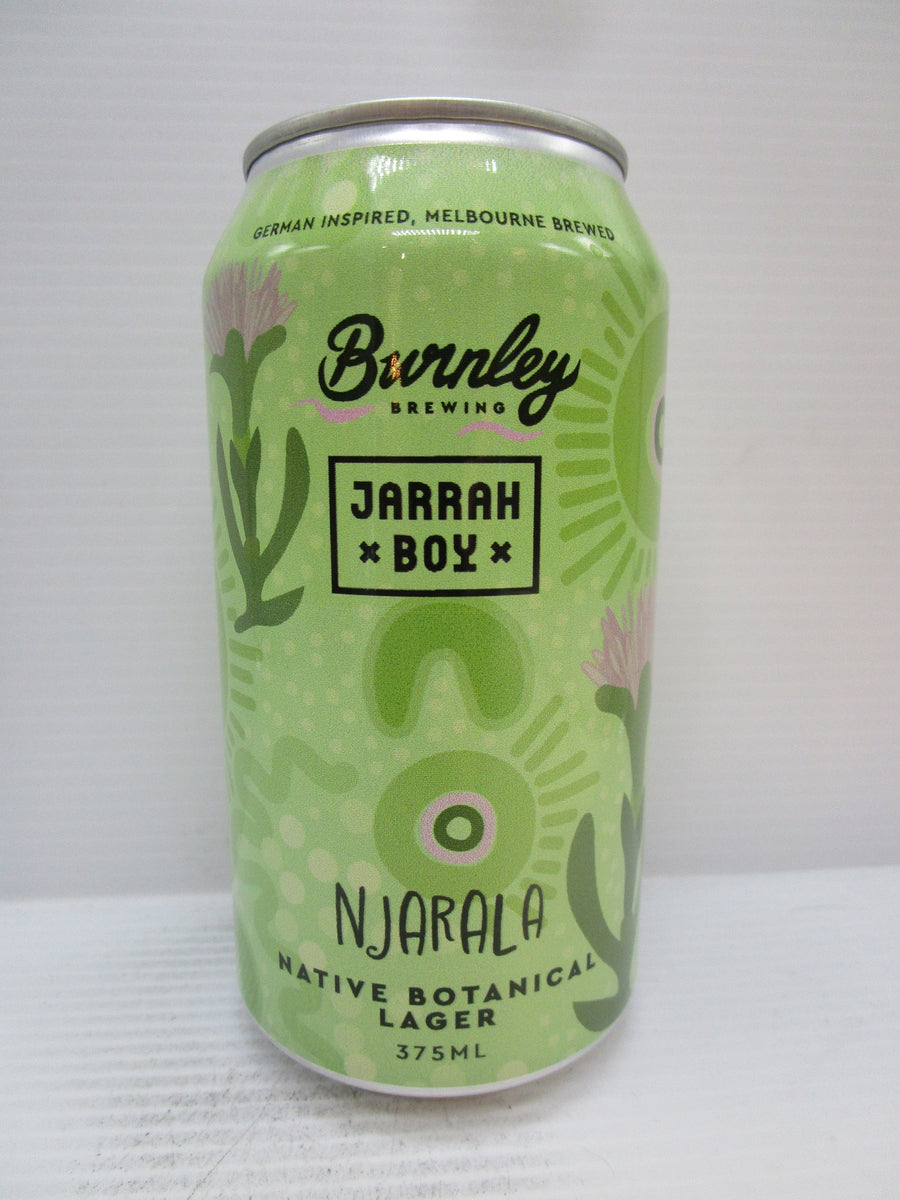 GERMAN INSPIRED, MELBOURNE BREWED
Burnley
BREWING
JARRAH
× BOY ×
NJARALA
NATIVE BOTANICAL
LAGER
375ML